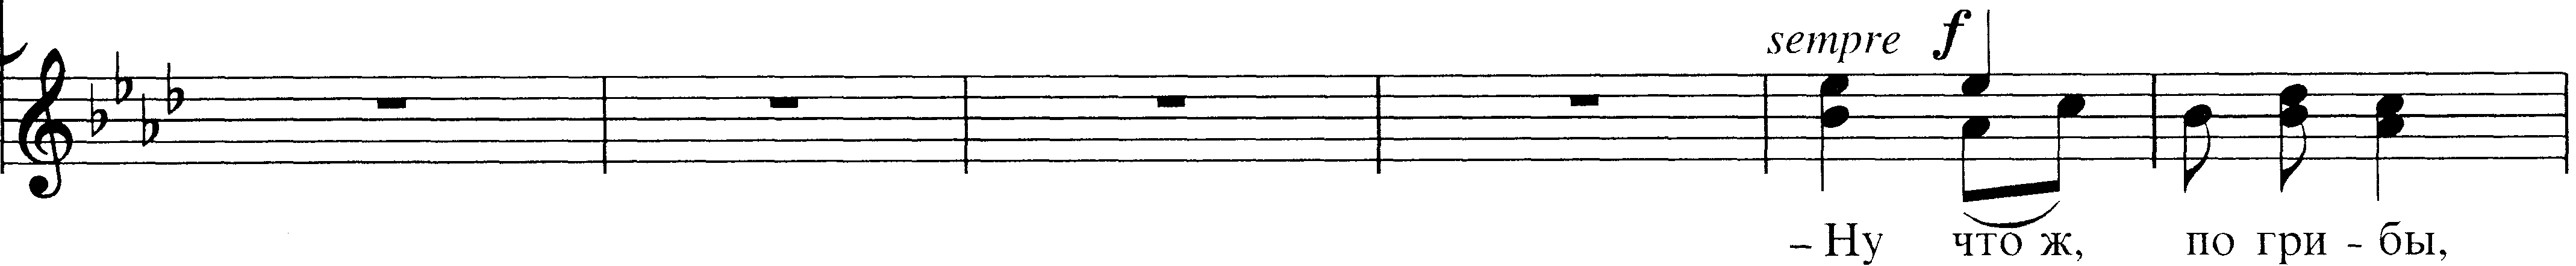 sempre f
– Ну что ж, по гри - бы,